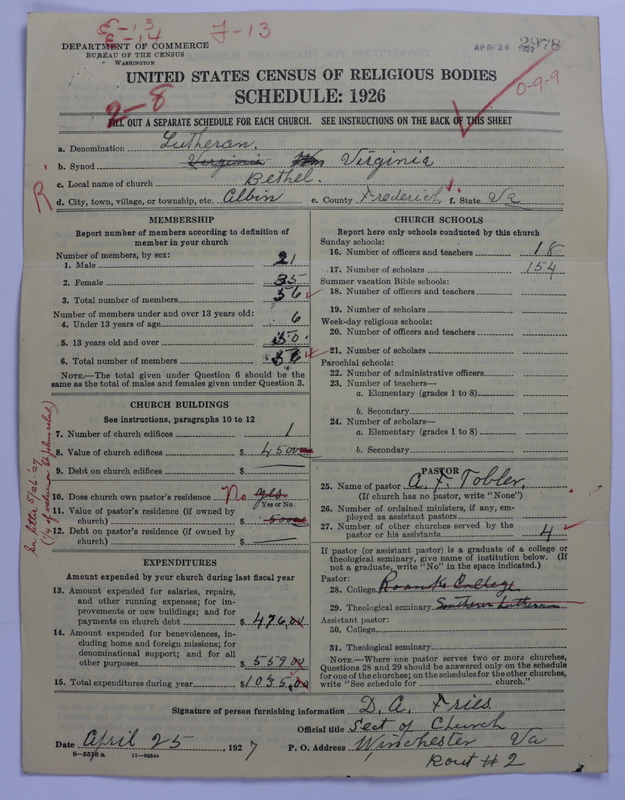 E-13
E-14
J-13
DEPARTMENT OF COMMERCE
BUREAU OF THE CENSUS
WASHINGTON
APR 26 1927
2978
UNITED STATES CENSUS OF RELIGIOUS BODIES
SCHEDULE: 1926
2-8
0-9-9
FILL OUT A SEPARATE SCHEDULE FOR EACH CHURCH. SEE INSTRUCTIONS ON THE BACK OF THIS SHEET
a. Denomination Lutheran.
b. Synod Virginia Virginia
c. Local name of church Bethel.
R
d. City, town, village, or township, etc. Albin e. County Frederick f. State Va
MEMBERSHIP
Report number of members according to definition of
member in your church
Number of members, by sex:
1. Male 21
2. Female 35
3. Total number of members 56
Number of members under and over 13 years old:
4. Under 13 years of age 6
5. 13 years old and over 50
6. Total number of members 56
NOTE.—The total given under Question 6 should be the
same as the total of males and females given under Question 3.
CHURCH BUILDINGS
See instructions, paragraphs 10 to 12
7. Number of church edifices 1
8. Value of church edifices $ 4500
9. Debt on church edifices $
10. Does church own pastor's residence No yes
Yes or No
11. Value of pastor's residence (if owned by
church) $ 500
12. Debt on pastor's residence (if owned by
church) $
EXPENDITURES
Amount expended by your church during last fiscal year
13. Amount expended for salaries, repairs,
and other running expenses; for im-
provements or new buildings; and for
payments on church debt $ 476.00
14. Amount expended for benevolences, in-
cluding home and foreign missions; for
denominational support; and for all
other purposes $ 559.00
15. Total expenditures during year $ 1035.00
CHURCH SCHOOLS
Report here only schools conducted by this church
Sunday schools:
16. Number of officers and teachers 18
17. Number of scholars 154
Summer vacation Bible schools:
18. Number of officers and teachers
19. Number of scholars
Week-day religious schools:
20. Number of officers and teachers
21. Number of scholars
Parochial schools:
22. Number of administrative officers
23. Number of teachers—
a. Elementary (grades 1 to 8)
b. Secondary
24. Number of scholars—
a. Elementary (grades 1 to 8)
b. Secondary
PASTOR
25. Name of pastor A. F. Tobler.
(If church has no pastor, write "None")
26. Number of ordained ministers, if any, em-
ployed as assistant pastors
27. Number of other churches served by the
pastor or his assistants 4
If pastor (or assistant pastor) is a graduate of a college or
theological seminary, give name of institution below. (If
not a graduate, write "No" in the space indicated.)
Pastor:
28. College Roanoke College
29. Theological seminary Southern Lutheran
Assistant pastor:
30. College
31. Theological seminary
NOTE.—Where one pastor serves two or more churches,
Questions 28 and 29 should be answered only on the schedule
for one of the churches; on the schedules for the other churches,
write "See schedule for church."
Signature of person furnishing information D. A. Fries
Official title Sect of Church
Date April 25, 1927 P. O. Address Winchester Va
Rout #2
8-5518 a 11-9034a